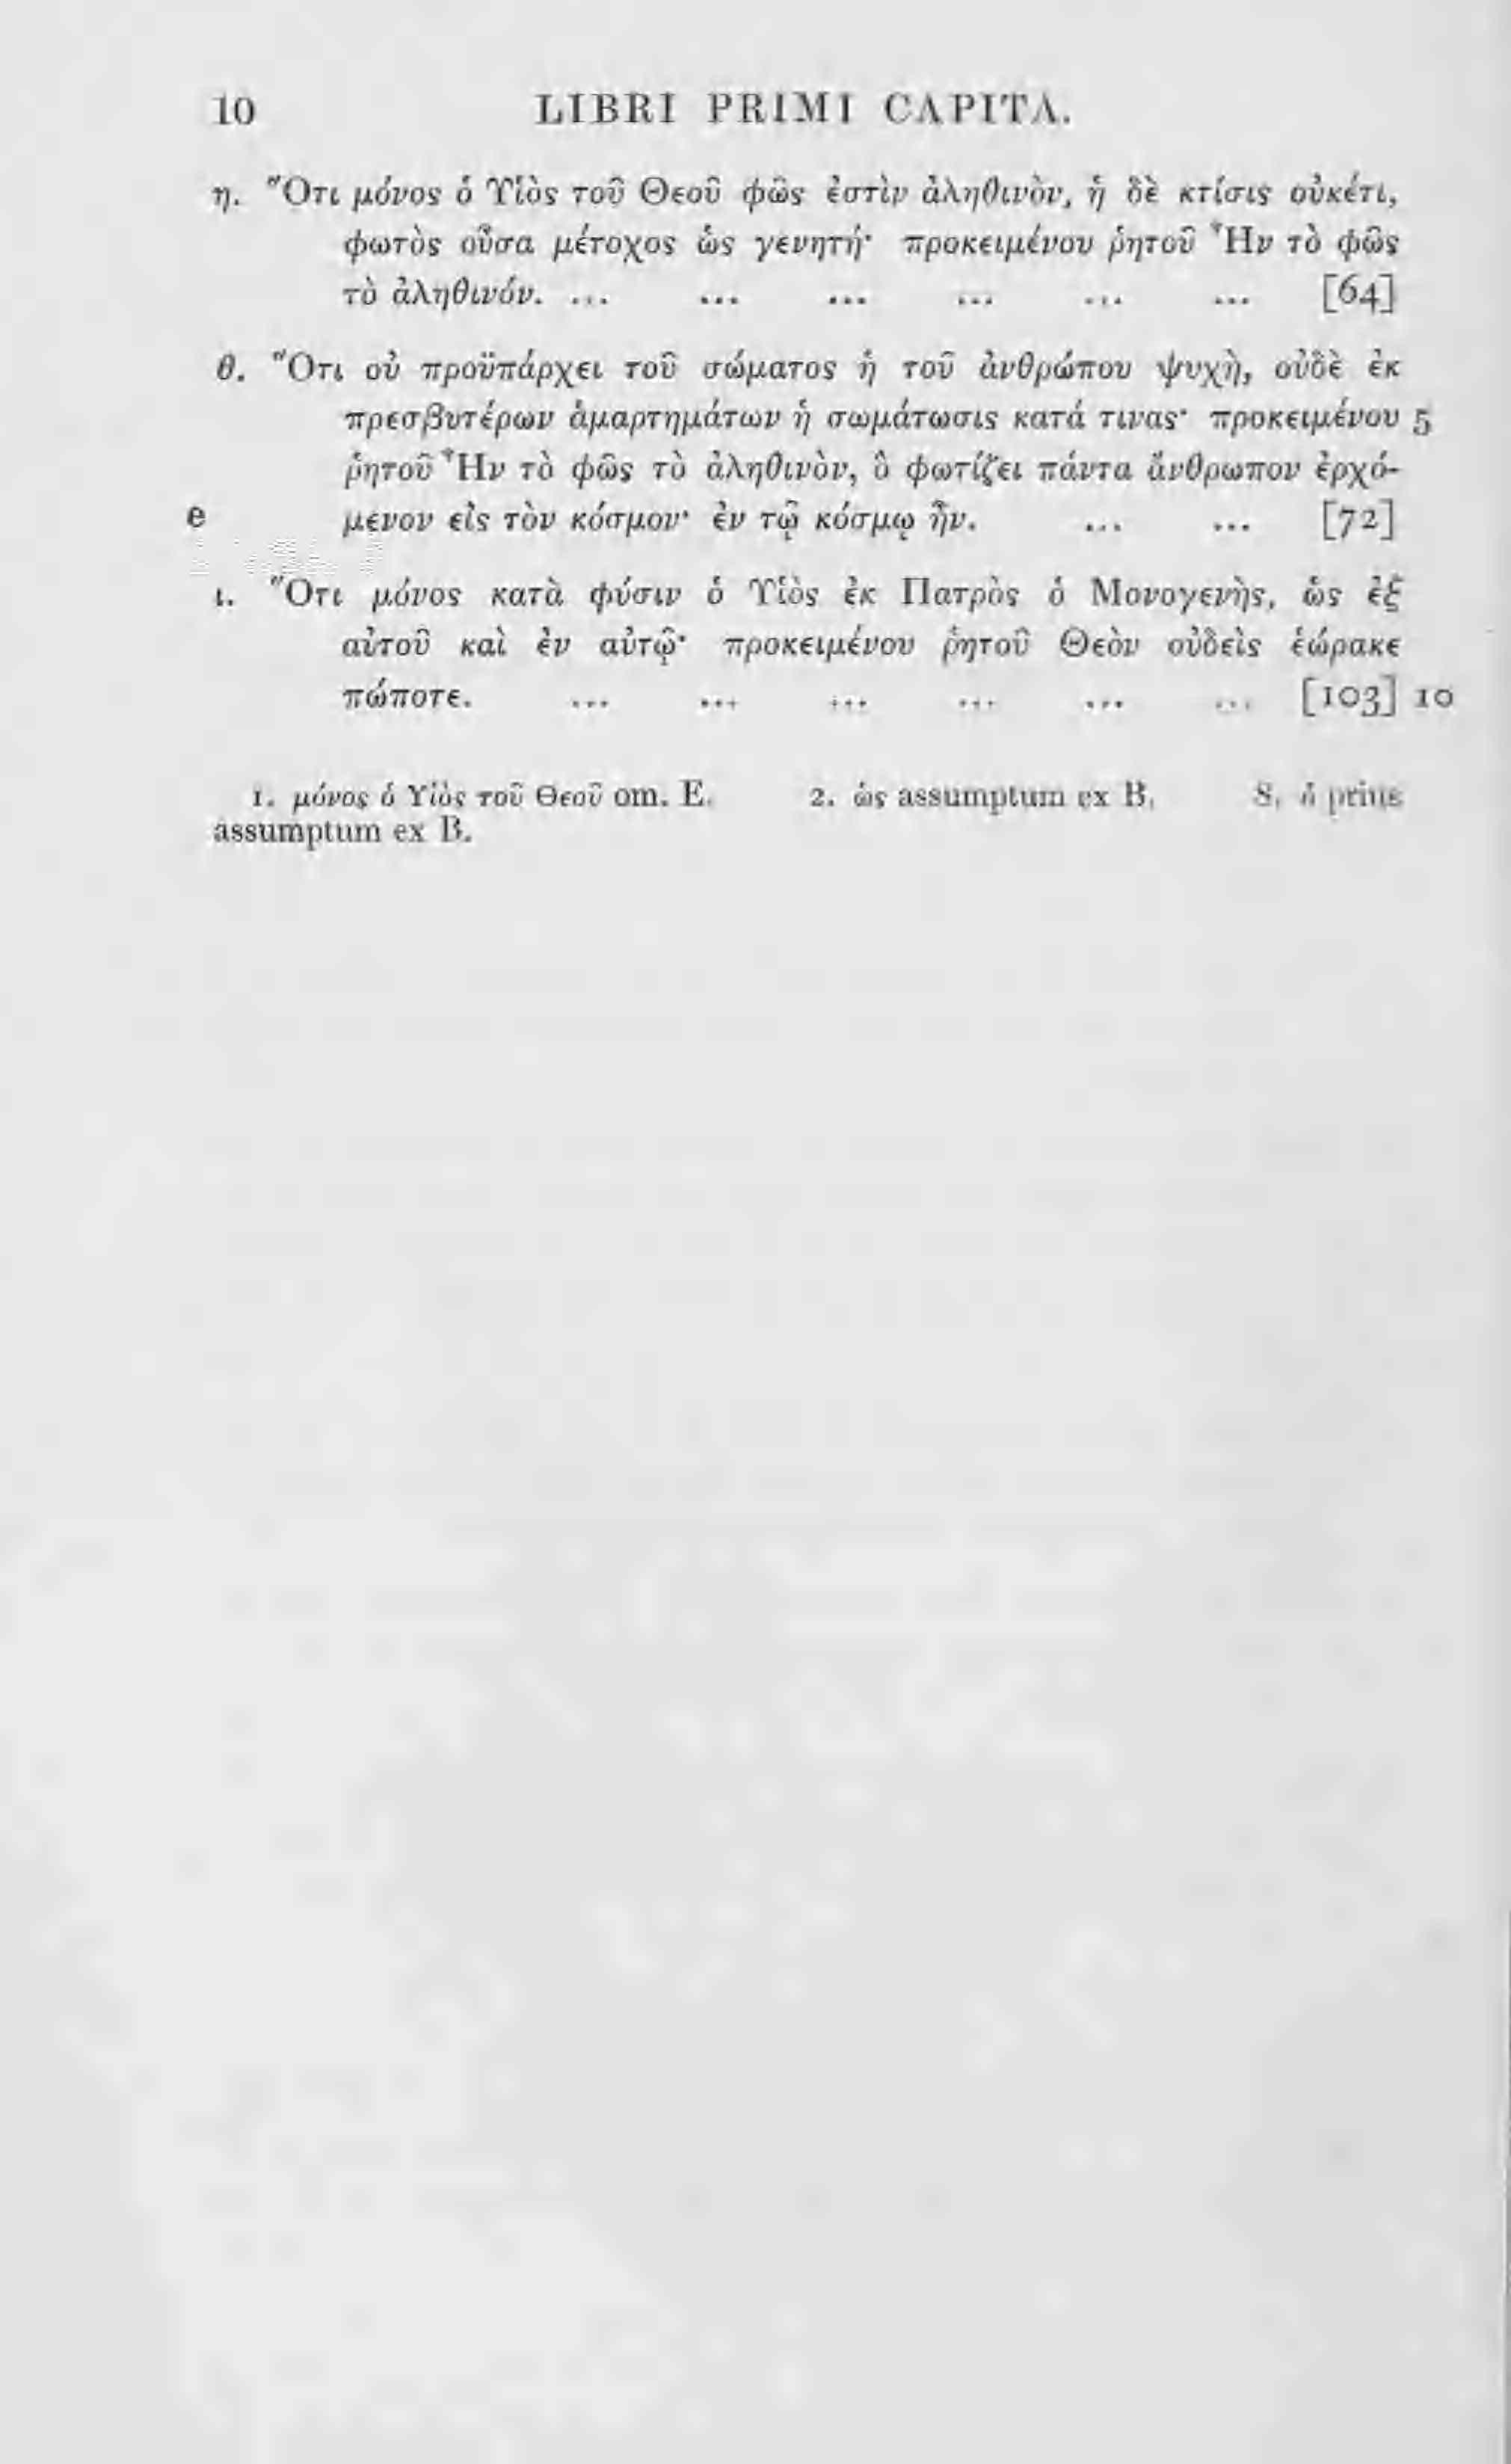 10 LIBRI PRIMI CAPITA.
η. Ὅτι μόνος ὁ Υἱὸς τοῦ Θεοῦ φῶς ἐστὶν ἀληθινὸν, ἡ δὲ κτίσις οὐκέτι,
φωτὸς οὖσα μέτοχος ὡς γενητή· προκειμένου ῥητοῦ Ἦν τὸ φῶς
τὸ ἀληθινόν. ... ... ... ... ... ... [64]
θ. Ὅτι οὐ προϋπάρχει τοῦ σώματος ἡ τοῦ ἀνθρώπου ψυχὴ, οὐδὲ ἐκ
πρεσβυτέρων ἁμαρτημάτων ἡ σωμάτωσις κατά τινας· προκειμένου 5
ῥητοῦ Ἦν τὸ φῶς τὸ ἀληθινὸν, ὃ φωτίζει πάντα ἄνθρωπον ἐρχό-
e μενον εἰς τὸν κόσμον· ἐν τῷ κόσμῳ ἦν. ... ... [72]
ι. Ὅτι μόνος κατὰ φύσιν ὁ Υἱὸς ἐκ Πατρὸς ὁ Μονογενὴς, ὡς ἐξ
αὐτοῦ καὶ ἐν αὐτῷ· προκειμένου ῥητοῦ Θεὸν οὐδεὶς ἑώρακε
πώποτε. ... ... ... ... ... ... [103] 10
1. μόνος ὁ Υἱὸς τοῦ Θεοῦ om. E. 2. ὡς assumptum ex B. 8. ὁ prius
assumptum ex B.